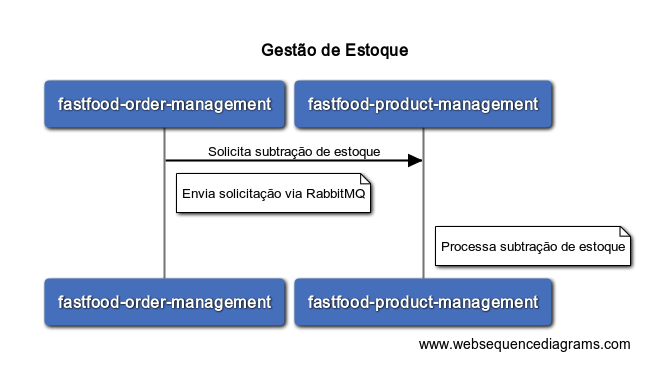 Gestão de Estoque
fastfood-order-management
fastfood-product-management
Solicita subtração de estoque
Envia solicitação via RabbitMQ
Processa subtração de estoque
fastfood-order-management
fastfood-product-management
www.websequencediagrams.com